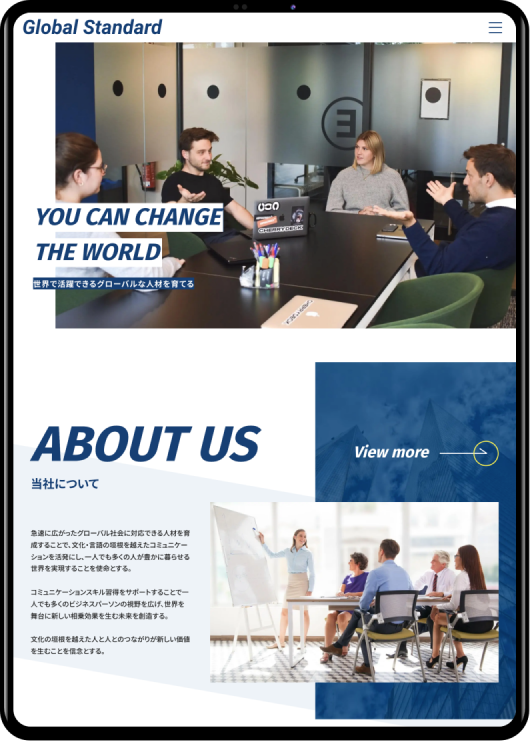 Global Standard
YOU CAN CHANGE
THE WORLD
世界で活躍できるグローバルな人材を育てる
ABOUT US
当社について
View more
急速に広がったグローバル社会に対応できる人材を育
成することで、文化・言語の垣根を越えたコミュニケー
ションを活発にし、一人でも多くの人が豊かに暮らせる
世界を実現することを使命とする。
コミュニケーションスキル習得をサポートすることで一
人でも多くのビジネスパーソンの視野を広げ、世界を
舞台に新しい相乗効果を生む未来を創造する。
文化の垣根を越えた人と人とのつながりが新しい価値
を生むことを信念とする。